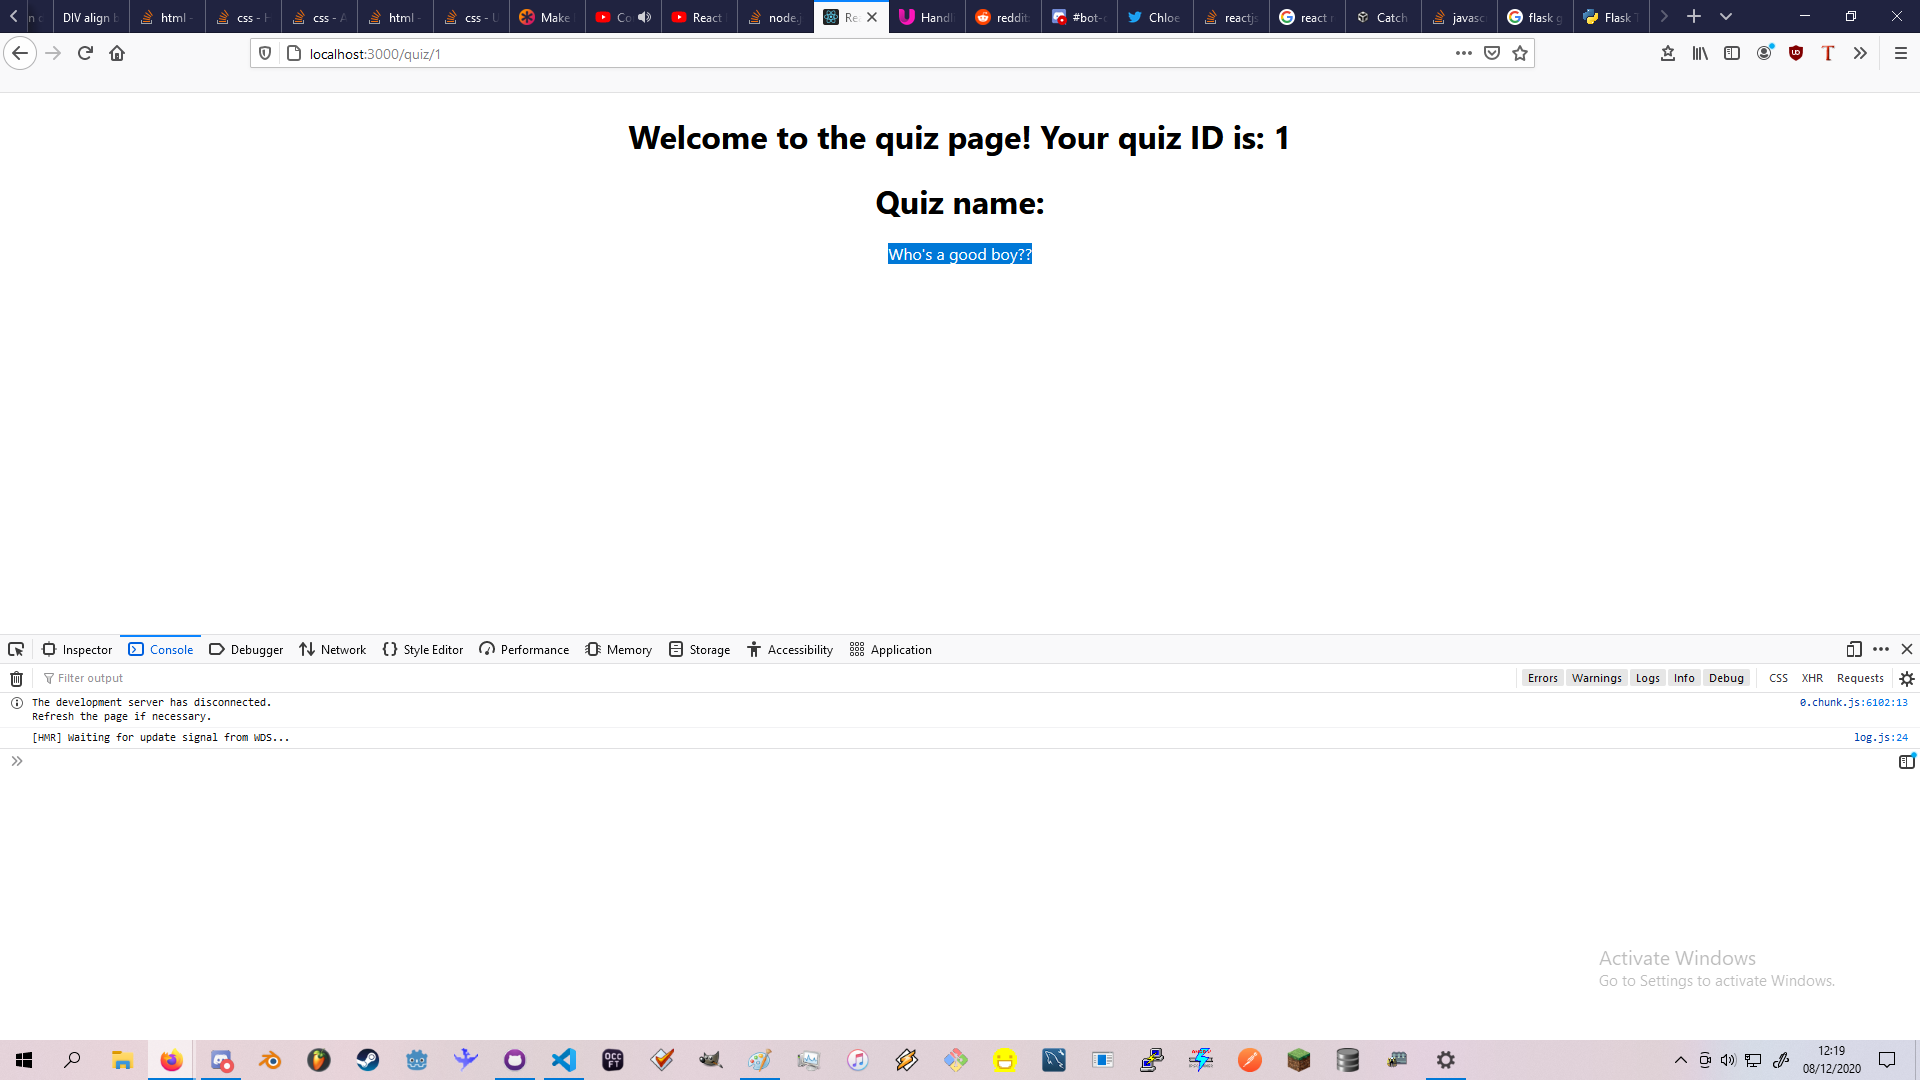 DIV align b
html -
css - H
css - A
html -
css - U
Make
Co
React
node.j
Re
Handl
reddit
#bot-
Chloe
reactjs
react r
Catch
javasc
flask g
Flask T
localhost:3000/quiz/1
Welcome to the quiz page! Your quiz ID is: 1
Quiz name:
Who's a good boy??
Inspector
Console
Debugger
Network
Style Editor
Performance
Memory
Storage
Accessibility
Application
Filter output
Errors
Warnings
Logs
Info
Debug
CSS
XHR
Requests
The development server has disconnected.
0.chunk.js:6102:13
Refresh the page if necessary.
[HMR] Waiting for update signal from WDS...
log.js:24
Activate Windows
Go to Settings to activate Windows.
OCC
FT
12:19
08/12/2020